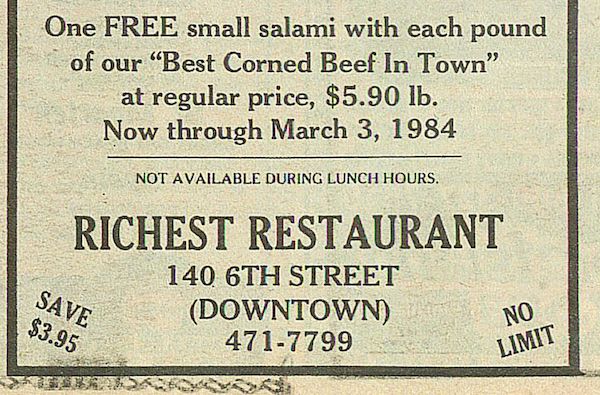 One FREE small salami with each pound
of our “Best Corned Beef In Town”
at regular price, $5.90 lb.
Now through March 3, 1984
NOT AVAILABLE DURING LUNCH HOURS.
RICHEST RESTAURANT
140 6TH STREET
(DOWNTOWN)
471-7799
SAVE
$3.95
NO
LIMIT